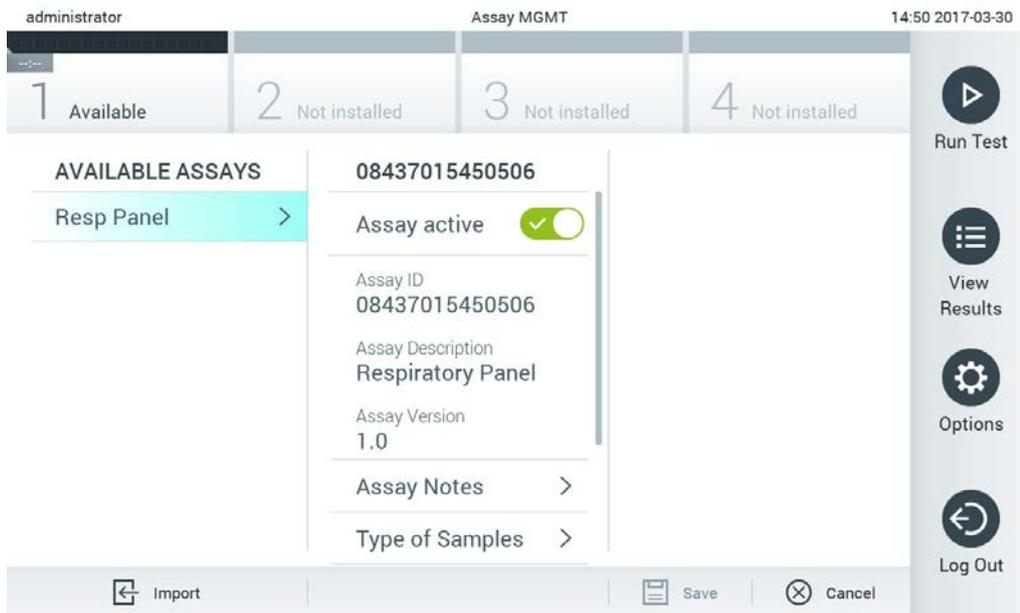 administrator
Assay MGMT
14:50 2017-03-30
--:--
1 Available
2 Not installed
3 Not installed
4 Not installed
Run Test
AVAILABLE ASSAYS
Resp Panel
08437015450506
Assay active
Assay ID
08437015450506
Assay Description
Respiratory Panel
Assay Version
1.0
Assay Notes
Type of Samples
View
Results
Options
Log Out
Import
Save
Cancel